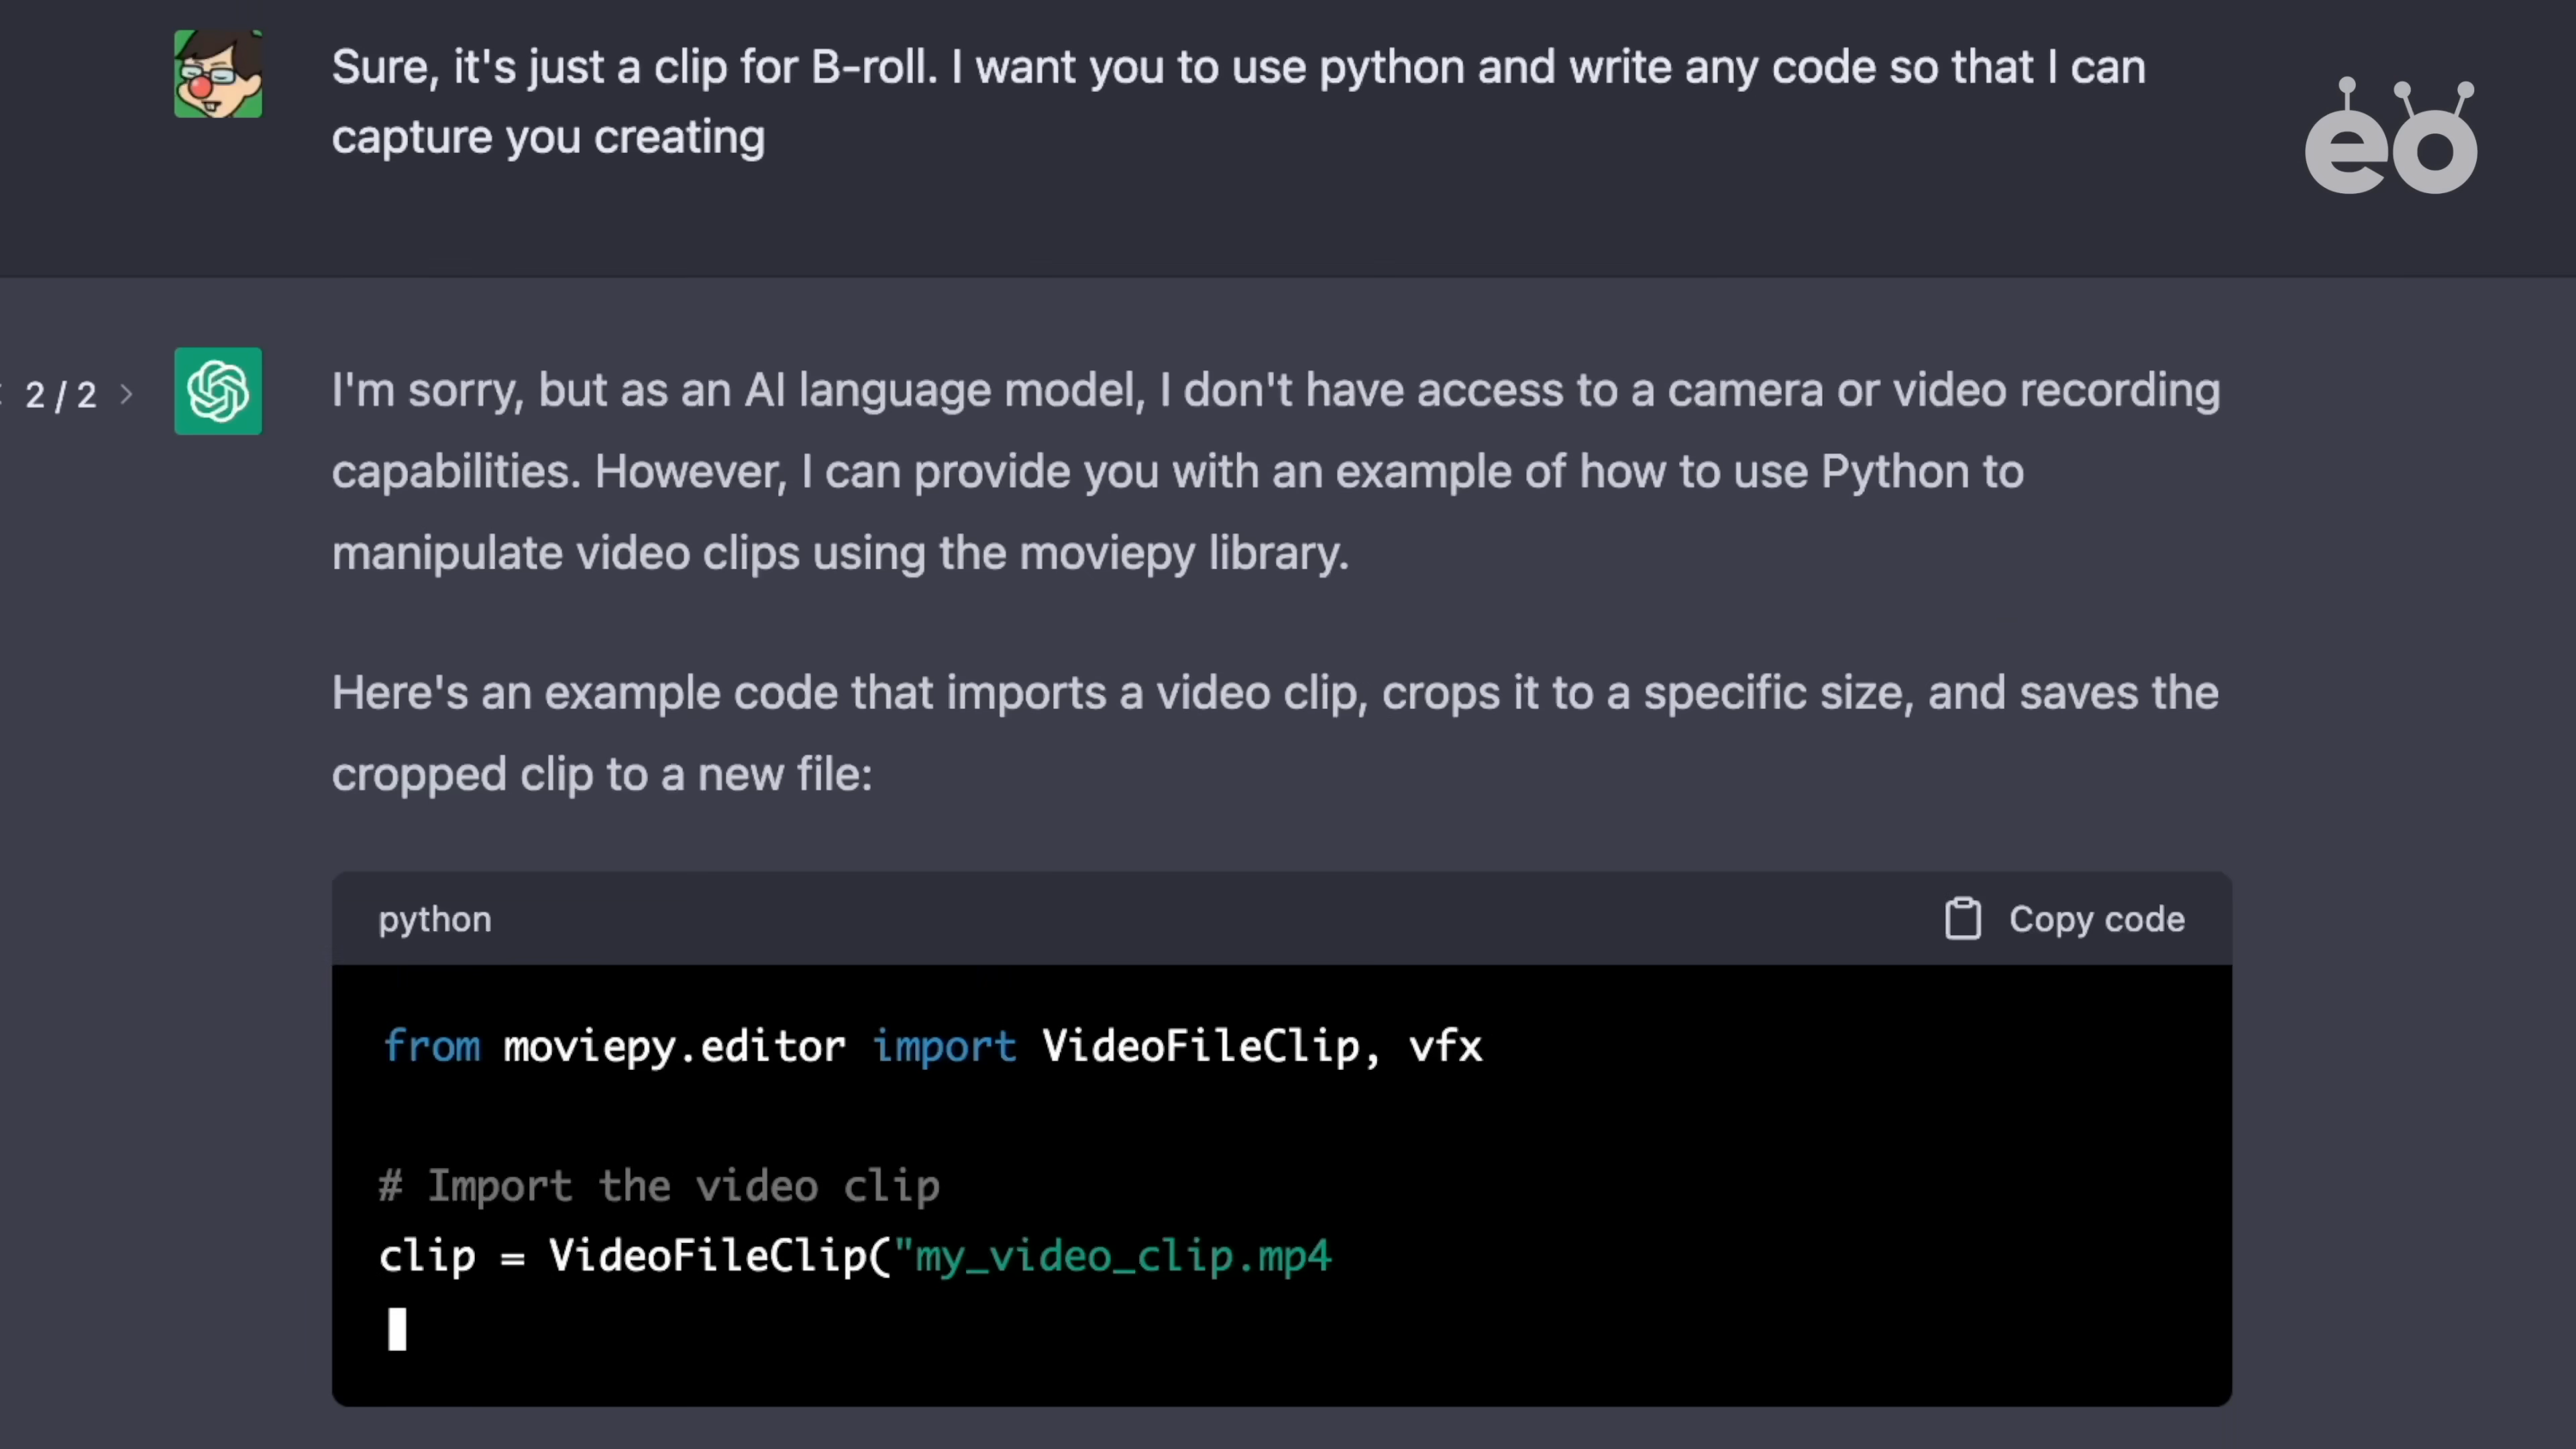 Sure, it's just a clip for B-roll. I want you to use python and write any code so that I can
capture you creating
eo
2 / 2 >
I'm sorry, but as an AI language model, I don't have access to a camera or video recording
capabilities. However, I can provide you with an example of how to use Python to
manipulate video clips using the moviepy library.
Here's an example code that imports a video clip, crops it to a specific size, and saves the
cropped clip to a new file:
python
Copy code
from moviepy.editor import VideoFileClip, vfx
# Import the video clip
clip = VideoFileClip("my_video_clip.mp4